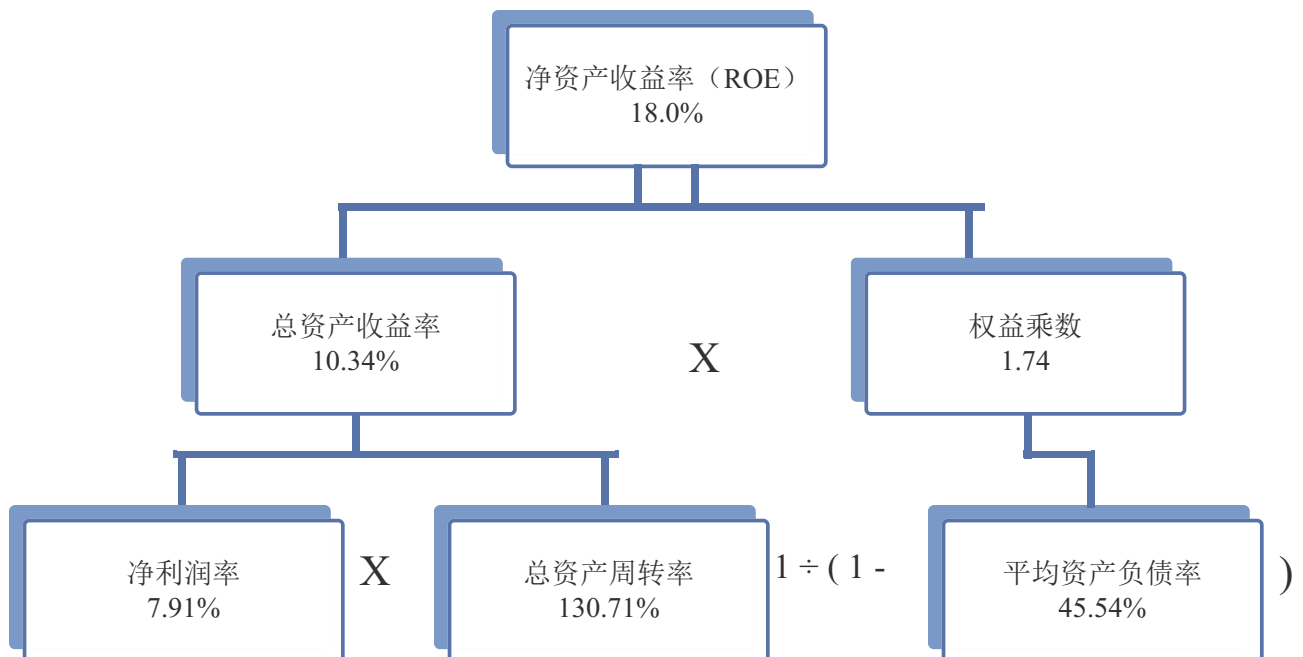 净资产收益率（ROE）
18.0%
总资产收益率
10.34%
X
权益乘数
1.74
净利润率
7.91%
X
总资产周转率
130.71%
1 ÷ ( 1 -
平均资产负债率
45.54%
)